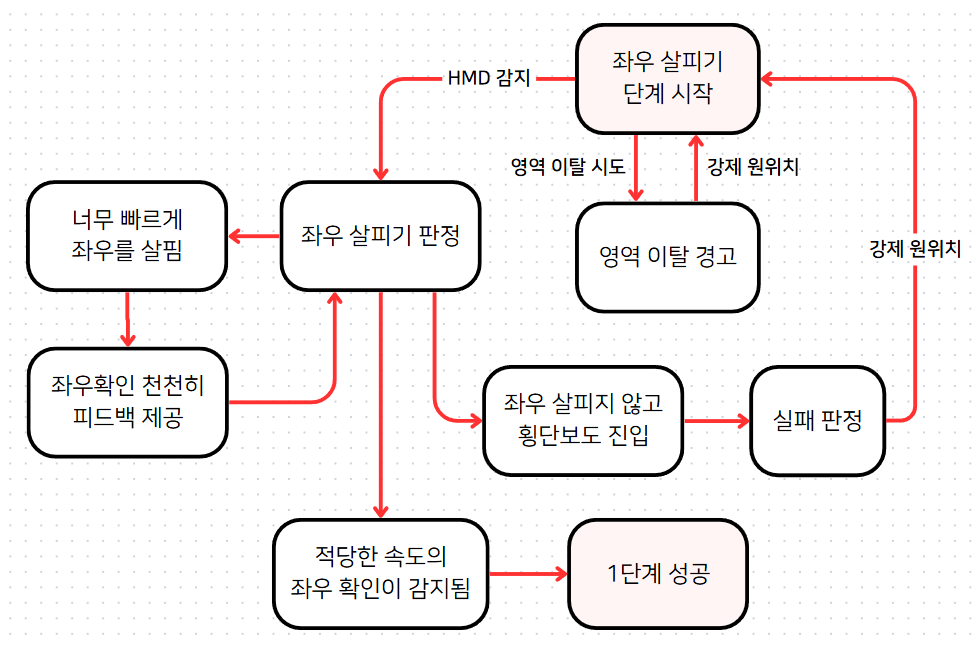 좌우 살피기
단계 시작
HMD 감지
영역 이탈 시도
강제 원위치
너무 빠르게
좌우를 살핌
좌우 살피기 판정
영역 이탈 경고
강제 원위치
좌우확인 천천히
피드백 제공
좌우 살피지 않고
횡단보도 진입
실패 판정
적당한 속도의
좌우 확인이 감지됨
1단계 성공